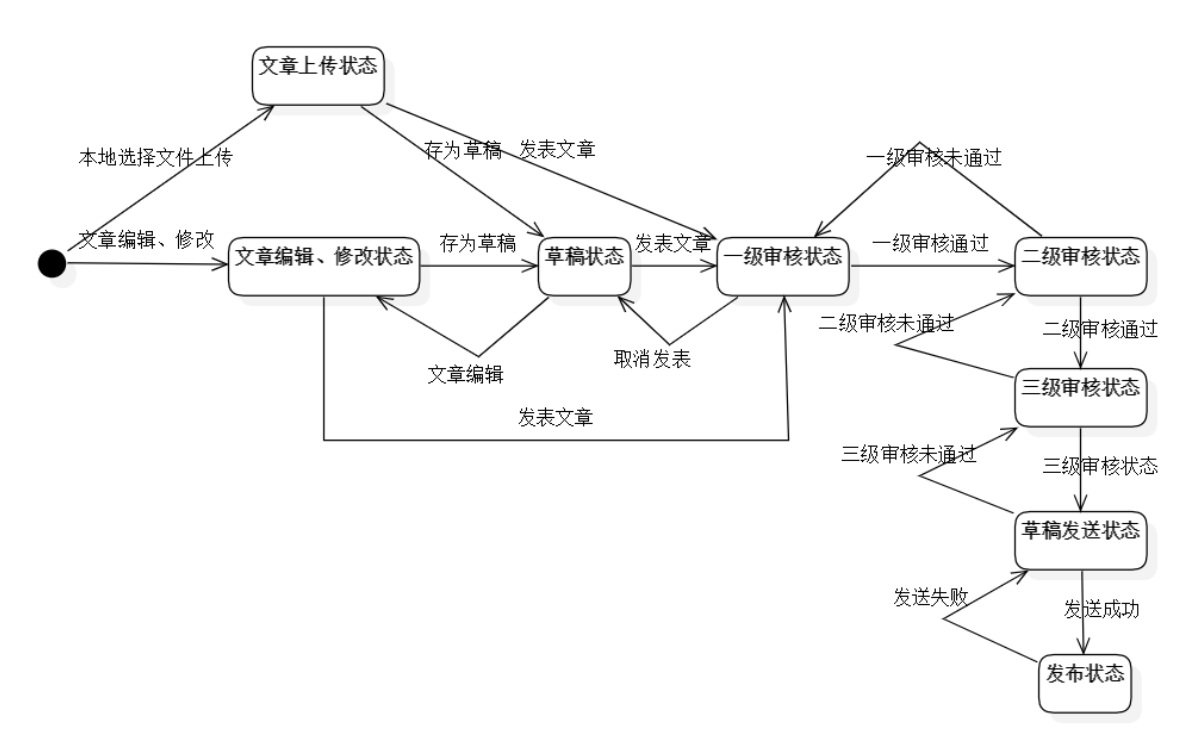 文章上传状态
本地选择文件上传
存为草稿
发表文章
一级审核未通过
文章编辑、修改
文章编辑、修改状态
存为草稿
草稿状态
发表文章
一级审核状态
一级审核通过
二级审核状态
二级审核未通过
二级审核通过
取消发表
文章编辑
三级审核状态
发表文章
三级审核未通过
三级审核状态
草稿发送状态
发送失败
发送成功
发布状态